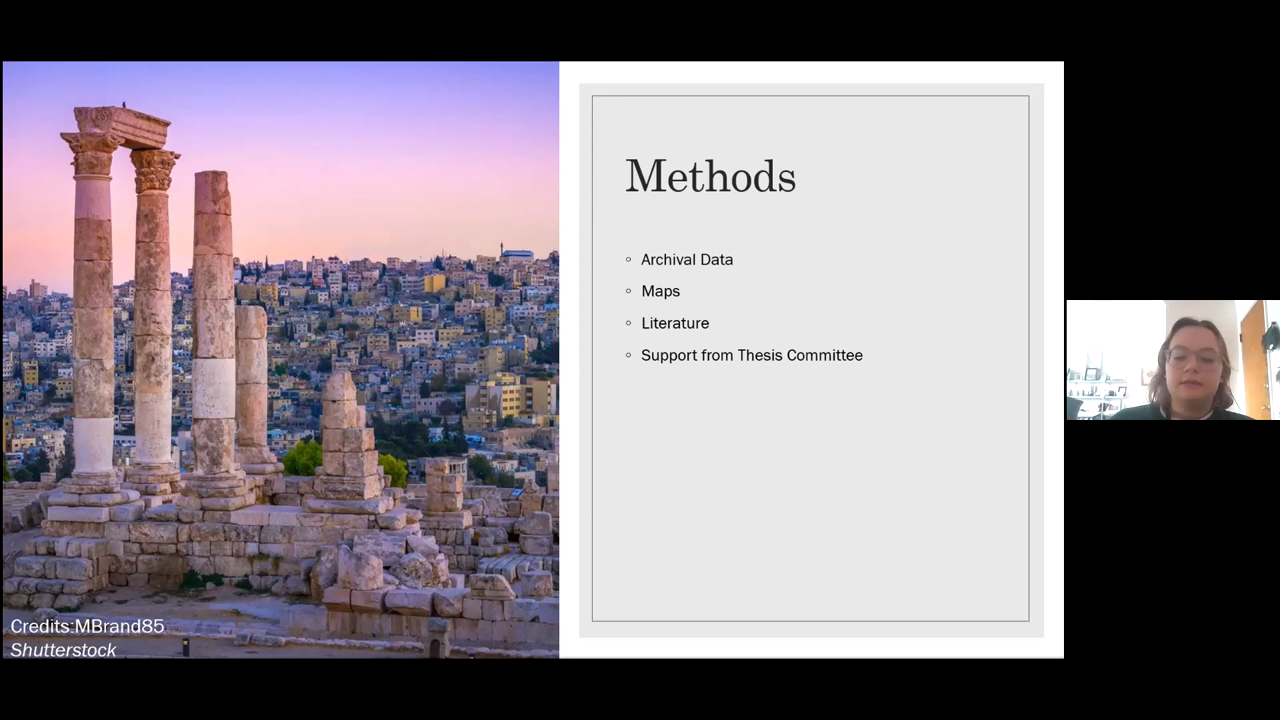 Methods
Archival Data
Maps
Literature
Support from Thesis Committee
Credits:MBrand85
Shutterstock